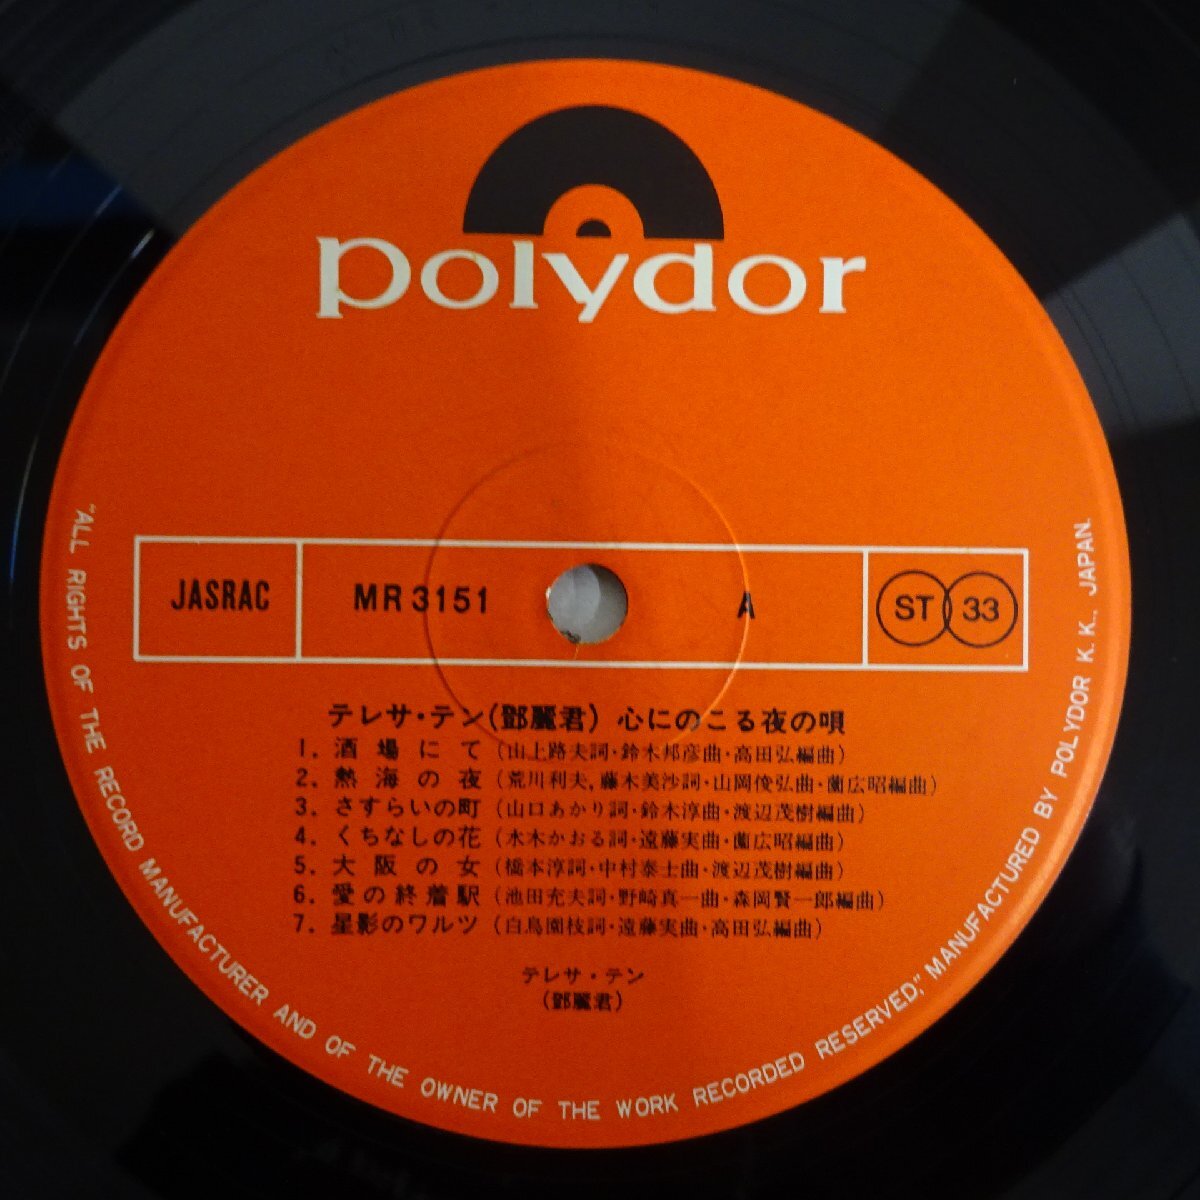 polydor
JASRAC
MR 3151
A
ST 33
テレサ・テン(鄧麗君) 心にのこる夜の唄
1. 酒場にて (山上路夫詞・鈴木邦彦曲・高田弘編曲)
2. 熱海の夜 (荒川利夫, 藤木美沙詞・山岡俊弘曲・蘭広昭編曲)
3. さすらいの町 (山口あかり詞・鈴木淳曲・渡辺茂樹編曲)
4. くちなしの花 (水木かおる詞・遠藤実曲・蘭広昭編曲)
5. 大阪の女 (橋本淳詞・中村泰士曲・渡辺茂樹編曲)
6. 愛の終着駅 (池田充夫詞・野崎真一曲・森岡賢一郎編曲)
7. 星影のワルツ (白鳥園枝詞・遠藤実曲・高田弘編曲)
テレサ・テン
(鄧麗君)
"ALL RIGHTS OF THE RECORD MANUFACTURER AND OF THE OWNER OF THE WORK RECORDED RESERVED," MANUFACTURED BY POLYDOR K.K., JAPAN.